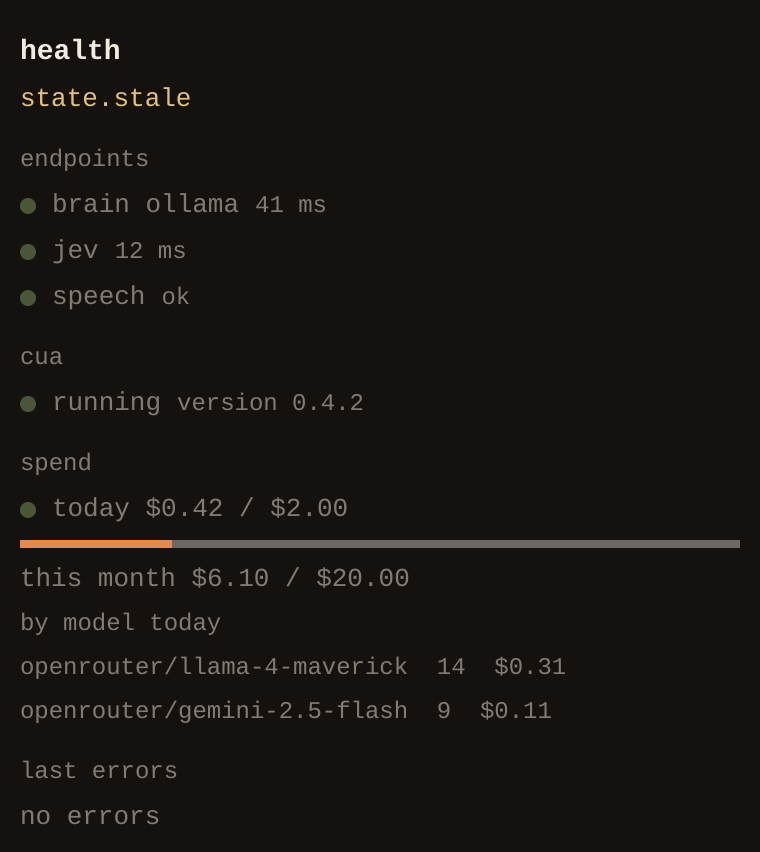 health
state.stale
endpoints
brain ollama 41 ms
jev 12 ms
speech ok
cua
running version 0.4.2
spend
today $0.42 / $2.00
this month $6.10 / $20.00
by model today
openrouter/llama-4-maverick 14 $0.31
openrouter/gemini-2.5-flash 9 $0.11
last errors
no errors